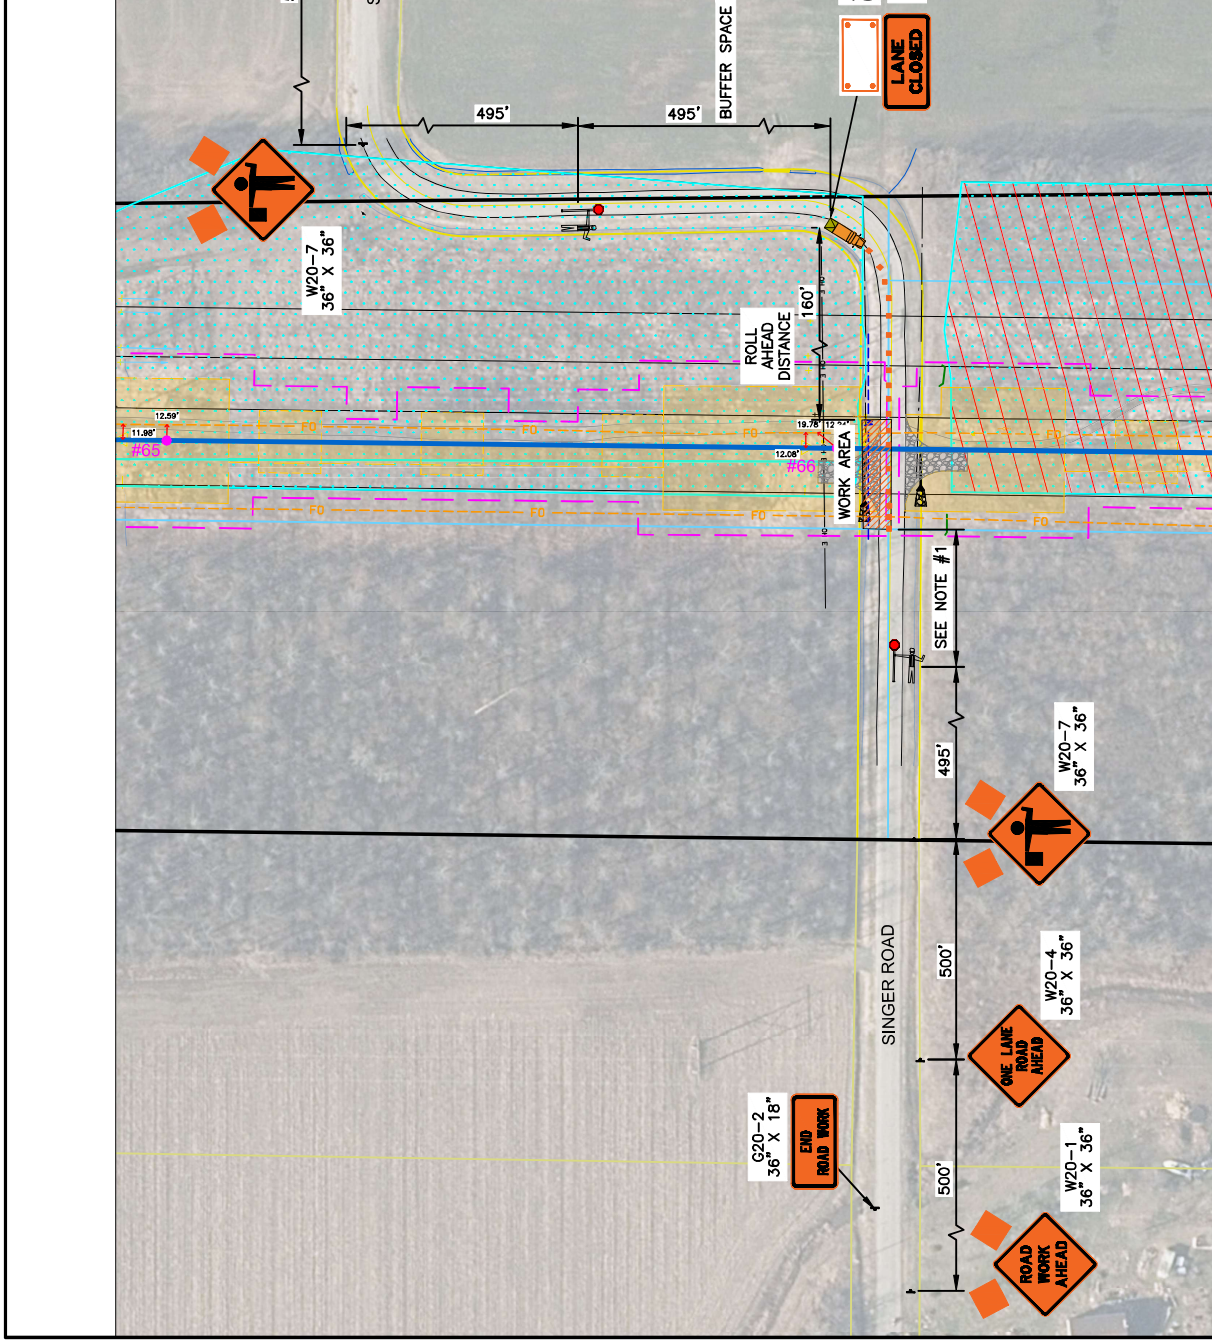 495'
495'
BUFFER SPACE
LANE
CLOSED
W20-7
36" X 36"
ROLL
AHEAD
DISTANCE
160'
12.59'
11.98'
#65
FO
FO
FO
FO
19.78'
12.08'
#66
WORK AREA
FO
FO
FO
FO
SEE NOTE #1
495'
W20-7
36" X 36"
SINGER ROAD
500'
W20-4
36" X 36"
ONE LANE
ROAD
AHEAD
G20-2
36" X 18"
END
ROAD WORK
500'
W20-1
36" X 36"
ROAD
WORK
AHEAD